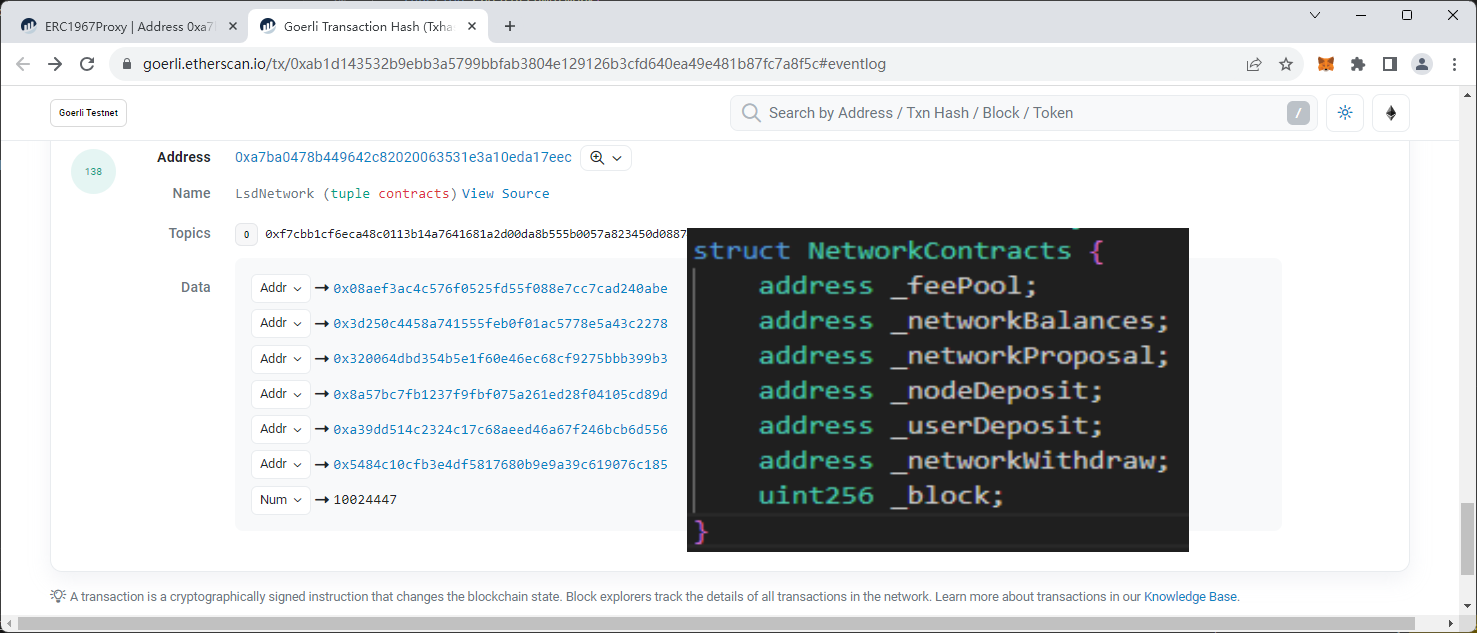 ERC1967Proxy | Address 0xa7
Goerli Transaction Hash (Txha
goerli.etherscan.io/tx/0xab1d143532b9ebb3a5799bbfab3804e129126b3cfd640ea49e481b87fc7a8f5c#eventlog
Goerli Testnet
Search by Address / Txn Hash / Block / Token
/
138
Address 0xa7ba0478b449642c82020063531e3a10eda17eec
Name LsdNetwork (tuple contracts) View Source
Topics 0 0xf7cbb1cf6eca48c0113b14a7641681a2d00da8b555b0057a823450d0887
Data
Addr → 0x08aef3ac4c576f0525fd55f088e7cc7cad240abe
Addr → 0x3d250c4458a741555feb0f01ac5778e5a43c2278
Addr → 0x320064dbd354b5e1f60e46ec68cf9275bbb399b3
Addr → 0x8a57bc7fb1237f9fbf075a261ed28f04105cd89d
Addr → 0xa39dd514c2324c17c68aeed46a67f246bcb6d556
Addr → 0x5484c10cfb3e4df5817680b9e9a39c619076c185
Num → 10024447
struct NetworkContracts {
address _feePool;
address _networkBalances;
address _networkProposal;
address _nodeDeposit;
address _userDeposit;
address _networkWithdraw;
uint256 _block;
}
A transaction is a cryptographically signed instruction that changes the blockchain state. Block explorers track the details of all transactions in the network. Learn more about transactions in our Knowledge Base.